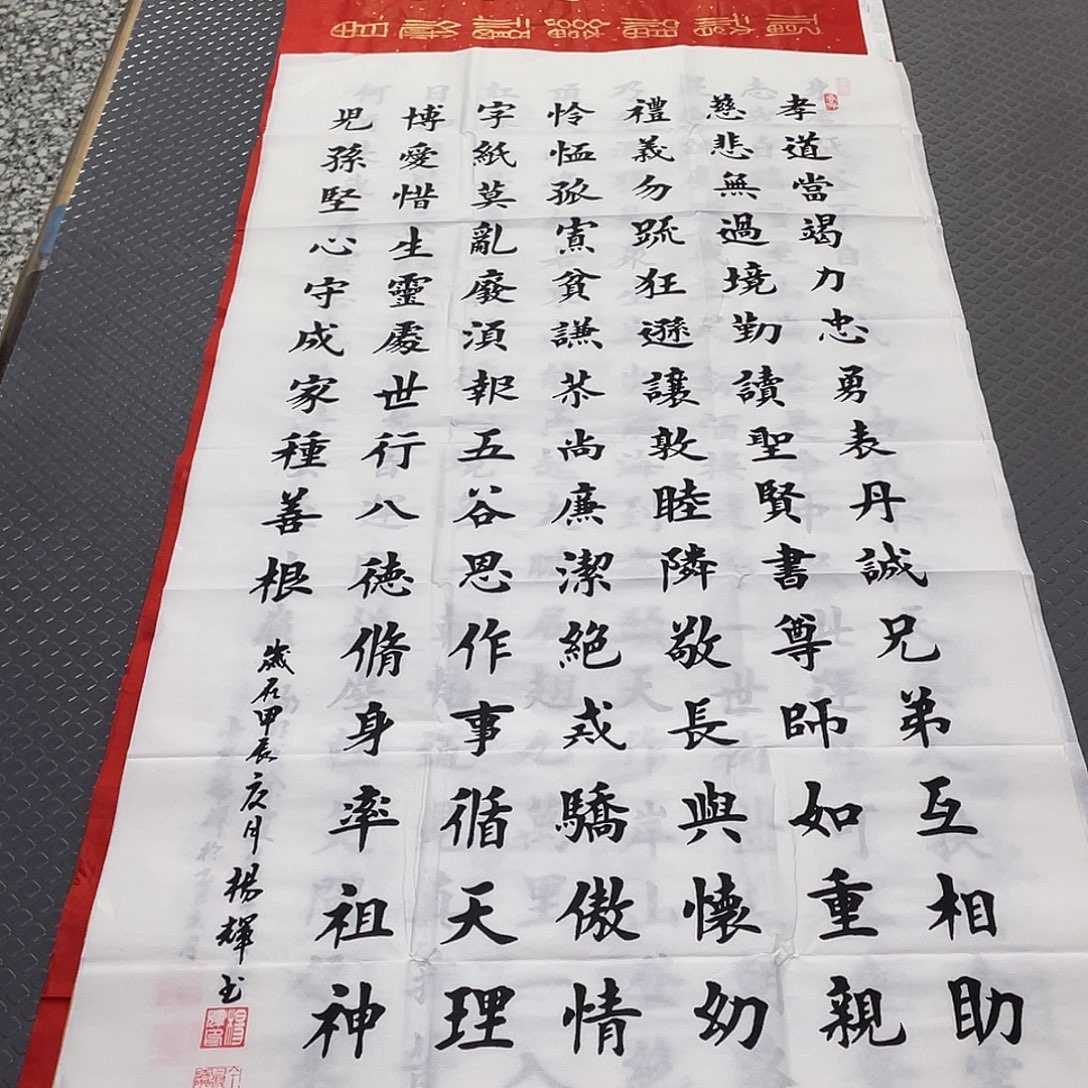 孝道當竭力忠勇表丹誠兄弟互相助
慈悲無過境勤讀聖賢書尊師如重親
禮義勿疏狂遜讓敦睦隣敬長與懷幼
怜恤孤寡貧謙恭尚廉潔絕戒驕傲情
字紙莫亂廢須報五谷恩作事循天理
博愛惜生靈處世行八德脩身率祖神
児孫堅心守成家種善根
歲在甲辰夏月楊輝书